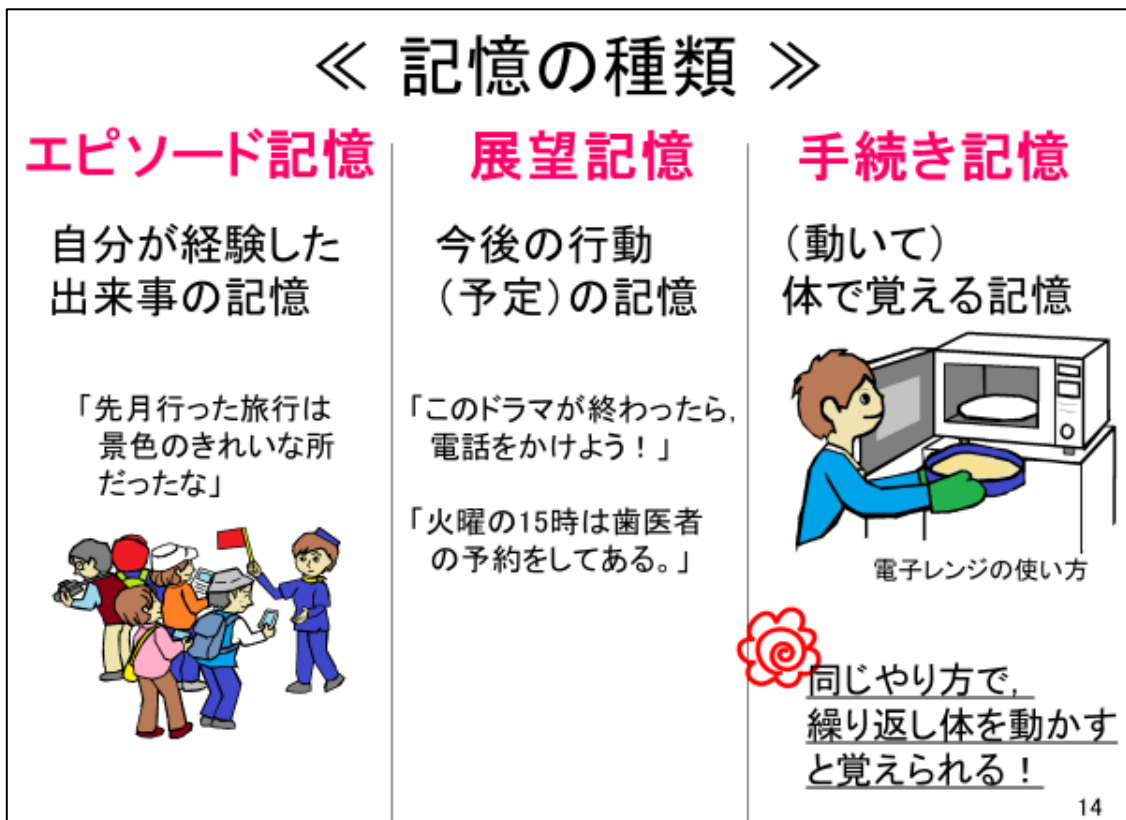 ≪ 記憶の種類 ≫
エピソード記憶
自分が経験した
出来事の記憶
「先月行った旅行は
景色のきれいな所
だったな」
展望記憶
今後の行動
（予定）の記憶
「このドラマが終わったら，
電話をかけよう！」
「火曜の15時は歯医者
の予約をしてある。」
手続き記憶
（動いて）
体で覚える記憶
電子レンジの使い方
同じやり方で，
繰り返し体を動かす
と覚えられる！
14